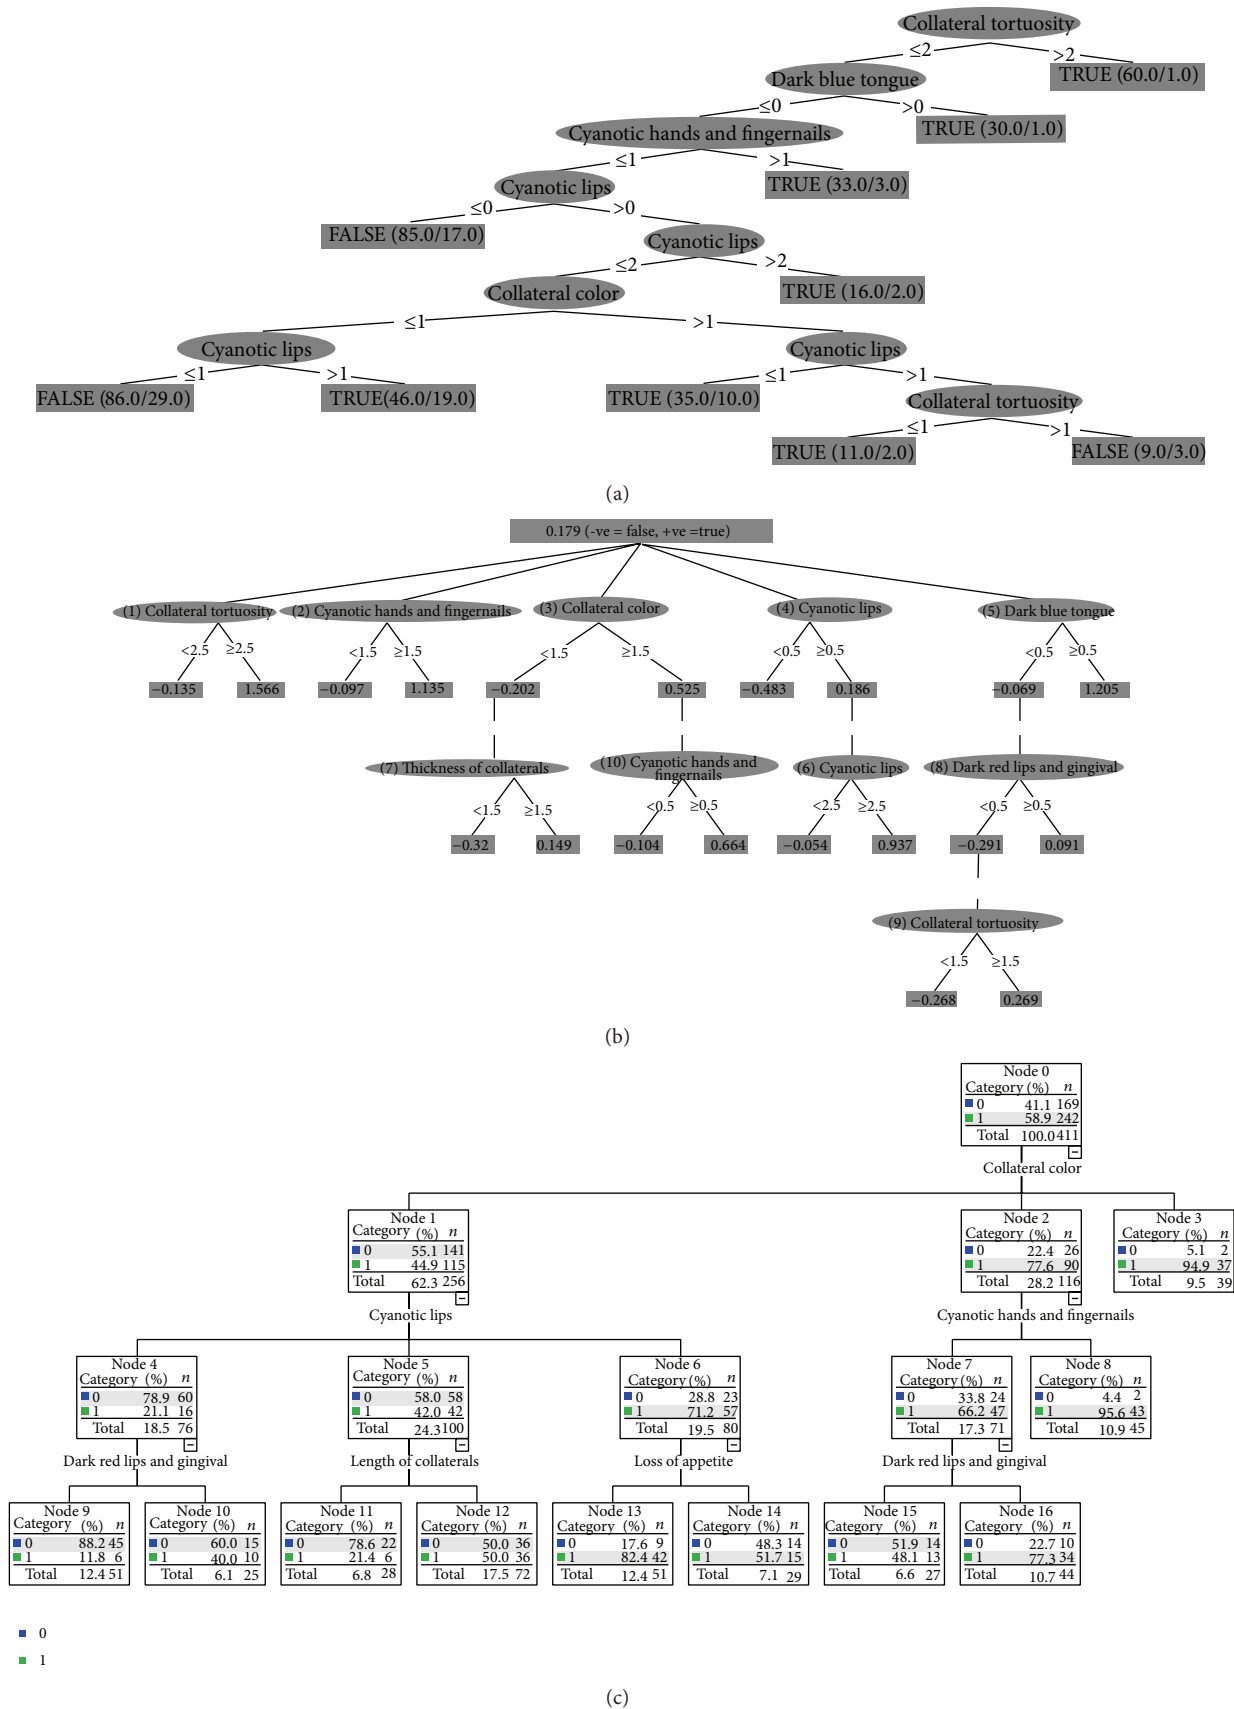 Collateral tortuosity
≤2
>2
Dark blue tongue
TRUE (60.0/1.0)
≤0
>0
Cyanotic hands and fingernails
TRUE (30.0/1.0)
≤1
>1
Cyanotic lips
TRUE (33.0/3.0)
≤0
>0
FALSE (85.0/17.0)
Cyanotic lips
≤2
>2
Collateral color
TRUE (16.0/2.0)
≤1
>1
Cyanotic lips
Cyanotic lips
≤1
>1
≤1
>1
FALSE (86.0/29.0)
TRUE(46.0/19.0)
TRUE (35.0/10.0)
Collateral tortuosity
≤1
>1
TRUE (11.0/2.0)
FALSE (9.0/3.0)
(a)
0.179 (-ve = false, +ve =true)
(1) Collateral tortuosity
(2) Cyanotic hands and fingernails
(3) Collateral color
(4) Cyanotic lips
(5) Dark blue tongue
<2.5 ≥2.5
<1.5 ≥1.5
<1.5 ≥1.5
<0.5 ≥0.5
<0.5 ≥0.5
−0.135 1.566
−0.097 1.135
−0.202 0.525
−0.483 0.186
−0.069 1.205
(7) Thickness of collaterals
(10) Cyanotic hands and
fingernails
(6) Cyanotic lips
(8) Dark red lips and gingival
<1.5 ≥1.5
<0.5 ≥0.5
<2.5 ≥2.5
<0.5 ≥0.5
−0.32 0.149
−0.104 0.664
−0.054 0.937
−0.291 0.091
(9) Collateral tortuosity
<1.5 ≥1.5
−0.268 0.269
(b)
Node 0
Category (%) n
0 41.1 169
1 58.9 242
Total 100.0 411
Collateral color
Node 1
Category (%) n
0 55.1 141
1 44.9 115
Total 62.3 256
Cyanotic lips
Node 2
Category (%) n
0 22.4 26
1 77.6 90
Total 28.2 116
Cyanotic hands and fingernails
Node 3
Category (%) n
0 5.1 2
1 94.9 37
Total 9.5 39
Node 4
Category (%) n
0 78.9 60
1 21.1 16
Total 18.5 76
Dark red lips and gingival
Node 5
Category (%) n
0 58.0 58
1 42.0 42
Total 24.3 100
Length of collaterals
Node 6
Category (%) n
0 28.8 23
1 71.2 57
Total 19.5 80
Loss of appetite
Node 7
Category (%) n
0 33.8 24
1 66.2 47
Total 17.3 71
Dark red lips and gingival
Node 8
Category (%) n
0 4.4 2
1 95.6 43
Total 10.9 45
Node 9
Category (%) n
0 88.2 45
1 11.8 6
Total 12.4 51
Node 10
Category (%) n
0 60.0 15
1 40.0 10
Total 6.1 25
Node 11
Category (%) n
0 78.6 22
1 21.4 6
Total 6.8 28
Node 12
Category (%) n
0 50.0 36
1 50.0 36
Total 17.5 72
Node 13
Category (%) n
0 17.6 9
1 82.4 42
Total 12.4 51
Node 14
Category (%) n
0 48.3 14
1 51.7 15
Total 7.1 29
Node 15
Category (%) n
0 51.9 14
1 48.1 13
Total 6.6 27
Node 16
Category (%) n
0 22.7 10
1 77.3 34
Total 10.7 44
0
1
(c)